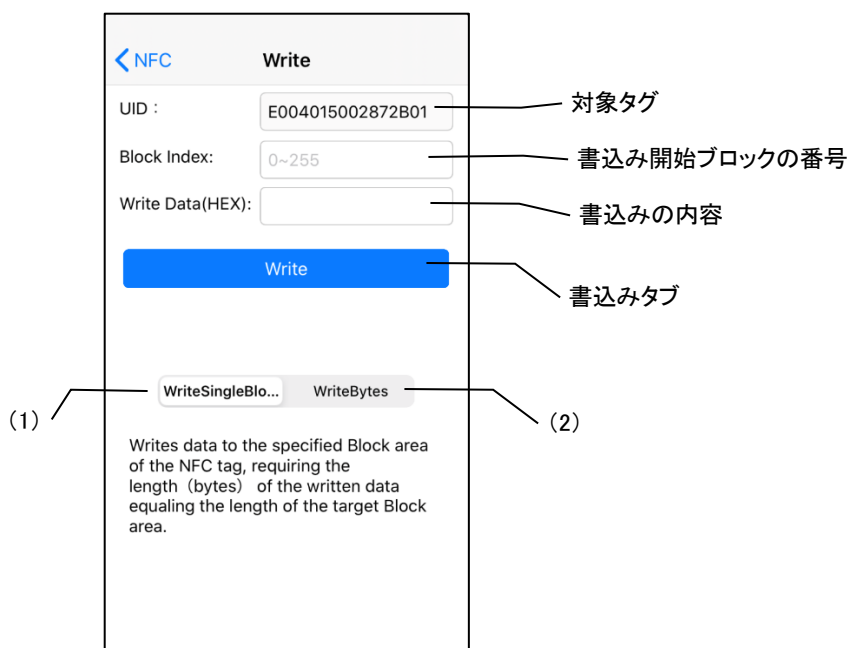 NFC Write
UID : E004015002872B01 対象タグ
Block Index: 0~255 書込み開始ブロックの番号
Write Data(HEX): 書込みの内容
Write
書込みタブ
WriteSingleBlo... WriteBytes
(1) (2)
Writes data to the specified Block area
of the NFC tag, requiring the
length（bytes） of the written data
equaling the length of the target Block
area.